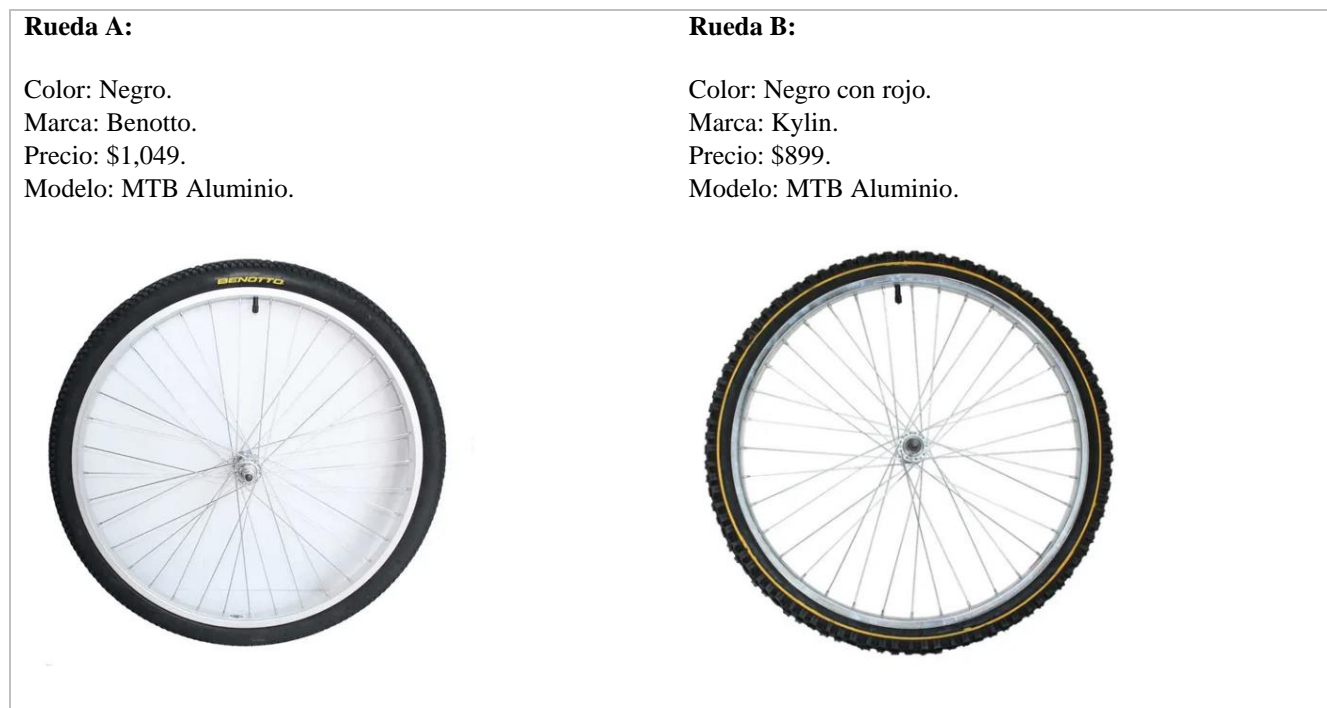 Rueda A:
Color: Negro.
Marca: Benotto.
Precio: $1,049.
Modelo: MTB Aluminio.
BENOTTO
Rueda B:
Color: Negro con rojo.
Marca: Kylin.
Precio: $899.
Modelo: MTB Aluminio.